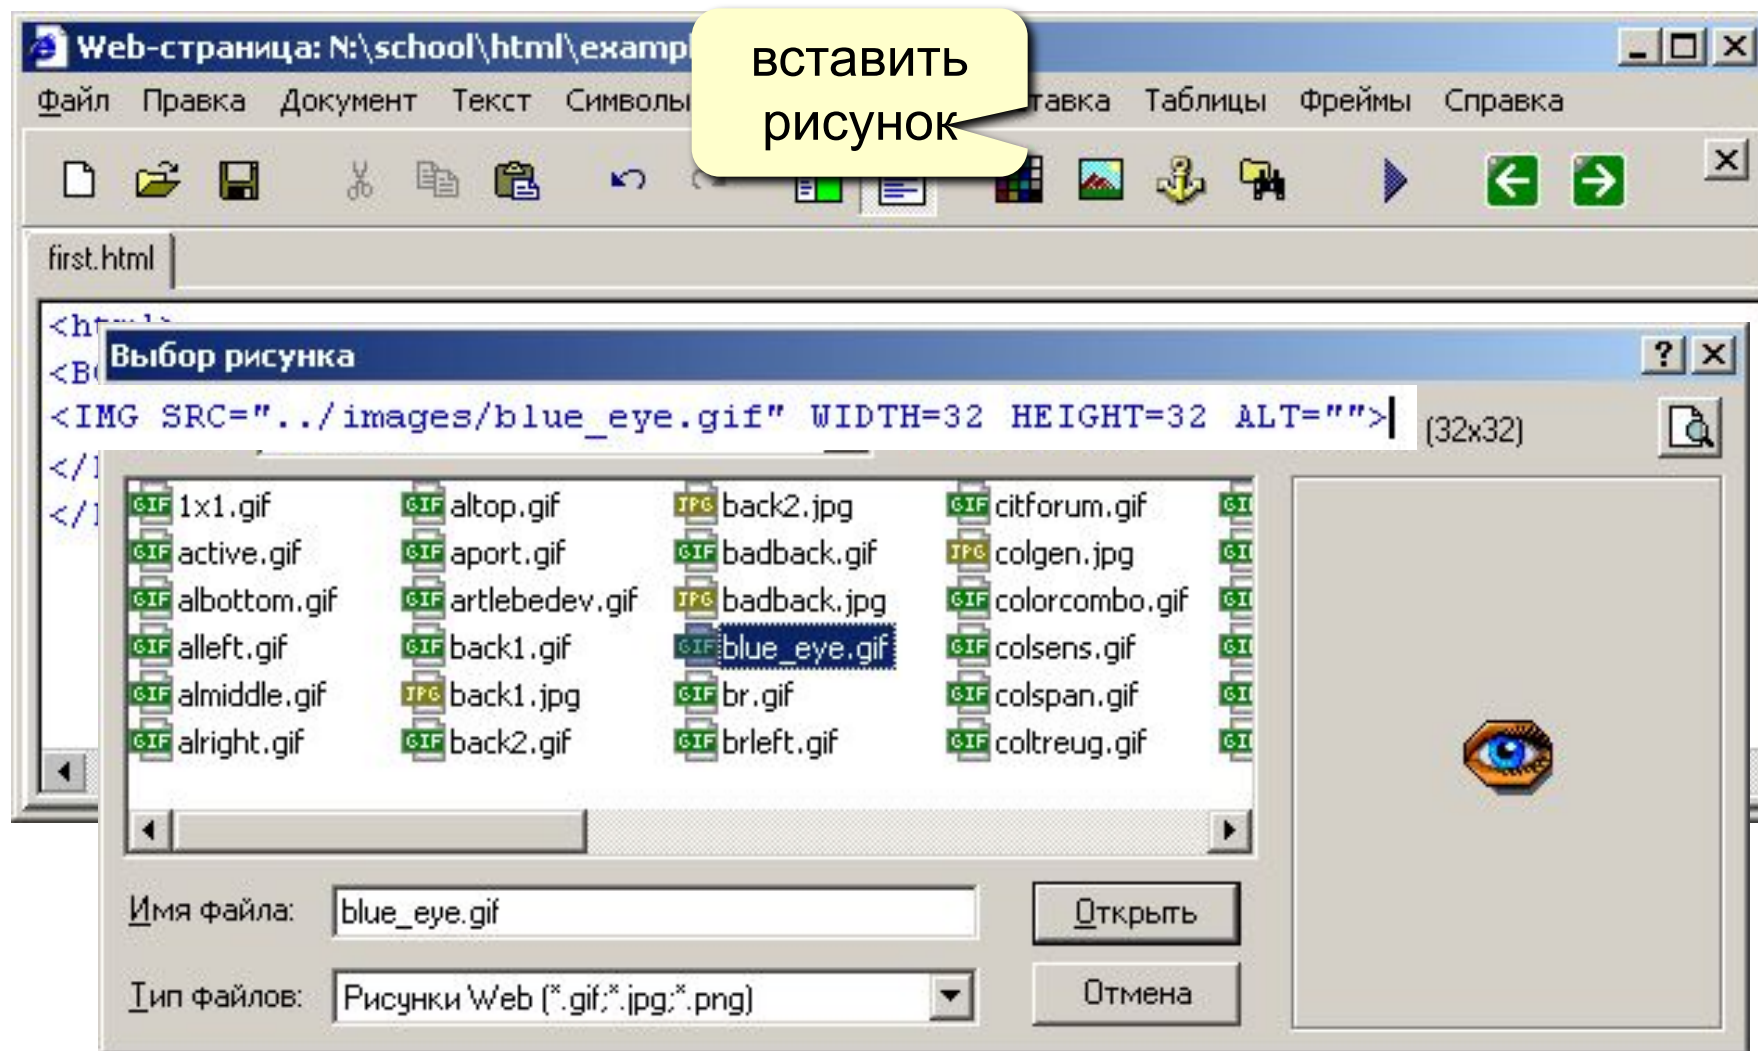 Web-страница: N:\school\html\examp
вставить
рисунок
Файл Правка Документ Текст Символы тавка Таблицы Фреймы Справка
first.html
<html>
Выбор рисунка
<IMG SRC="../images/blue_eye.gif" WIDTH=32 HEIGHT=32 ALT="">
(32x32)
1x1.gif altop.gif back2.jpg citforum.gif
active.gif aport.gif badback.gif colgen.jpg
albottom.gif artlebedev.gif badback.jpg colorcombo.gif
alleft.gif back1.gif blue_eye.gif colsens.gif
almiddle.gif back1.jpg br.gif colspan.gif
alright.gif back2.gif brleft.gif coltreug.gif
Имя файла: blue_eye.gif Открыть
Тип файлов: Рисунки Web (*.gif;*.jpg;*.png) Отмена